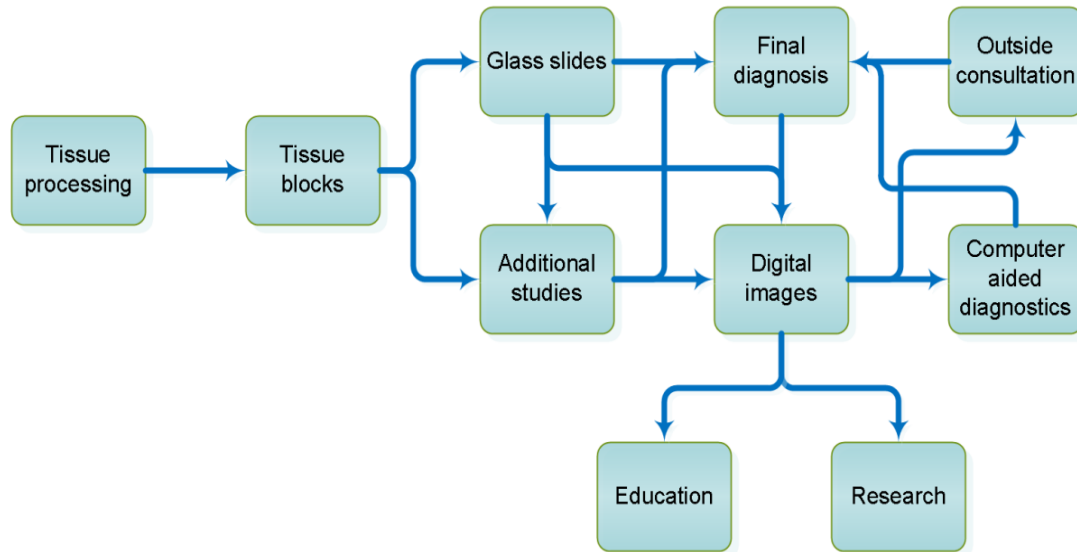 Glass slides
Final
diagnosis
Outside
consultation
Tissue
processing
Tissue
blocks
Additional
studies
Digital
images
Computer
aided
diagnostics
Education
Research